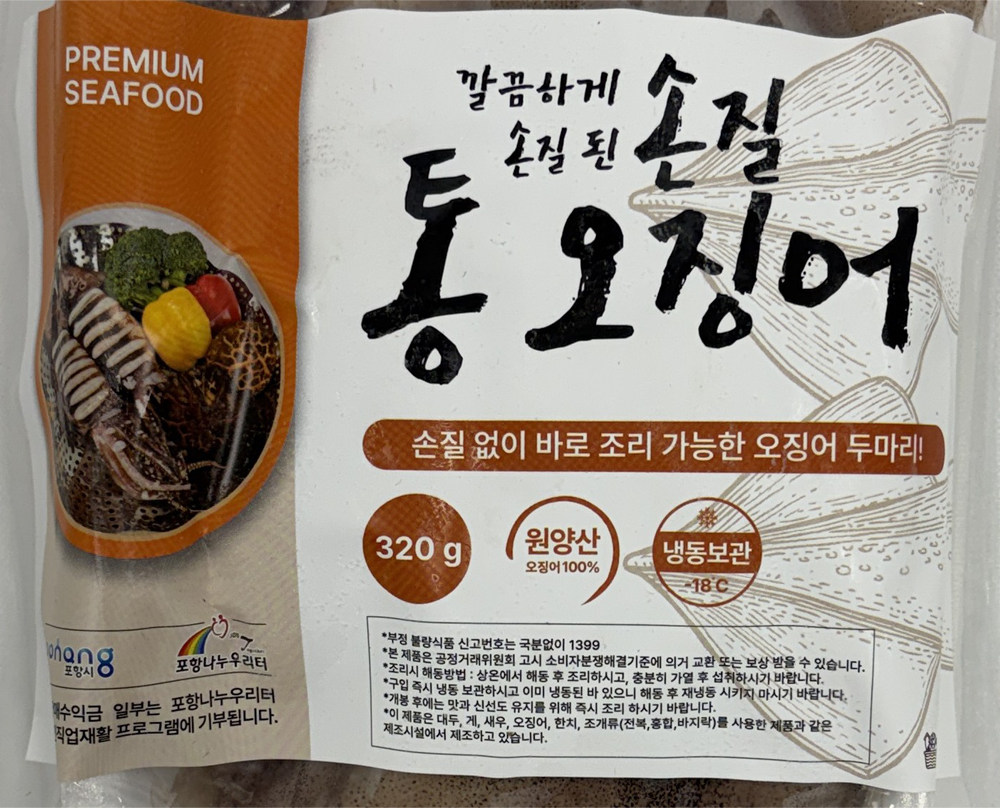 PREMIUM
SEAFOOD
깔끔하게
손질 된
손질
통오징어
손질 없이 바로 조리 가능한 오징어 두마리!
320 g
원양산
오징어100%
냉동보관
-18 C
포항시
포항나누우리터
*부정 불량식품 신고번호는 국분없이 1399
*본 제품은 공정거래위원회 고시 소비자분쟁해결기준에 의거 교환 또는 보상 받을 수 있습니다.
*조리시 해동방법 : 상온에서 해동 후 조리하시고, 충분히 가열 후 섭취하시기 바랍니다.
*구입 즉시 냉동 보관하시고 이미 냉동된 바 있으니 해동 후 재냉동 시키지 마시기 바랍니다.
*개봉 후에는 맛과 신선도 유지를 위해 즉시 조리 하시기 바랍니다.
*이 제품은 대두, 게, 새우, 오징어, 한치, 조개류(전복,홍합,바지락)를 사용한 제품과 같은
제조시설에서 제조하고 있습니다.
일부는 포항나누우리터
직업재활 프로그램에 기부됩니다.